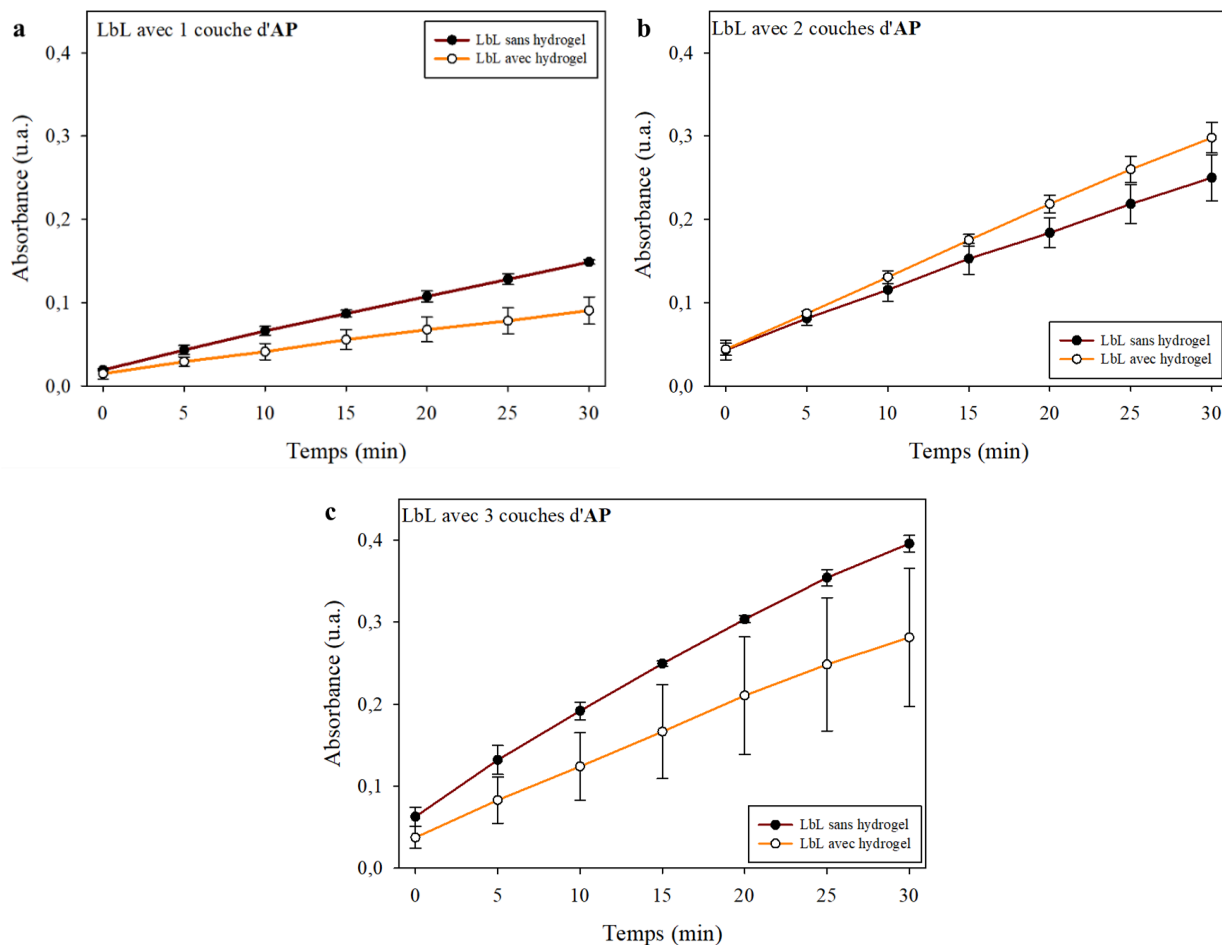 a
LbL avec 1 couche d'AP
LbL sans hydrogel
LbL avec hydrogel
Absorbance (u.a.)
0,4
0,3
0,2
0,1
0,0
0 5 10 15 20 25 30
Temps (min)
b
LbL avec 2 couches d'AP
LbL sans hydrogel
LbL avec hydrogel
Absorbance (u.a.)
0,4
0,3
0,2
0,1
0,0
0 5 10 15 20 25 30
Temps (min)
c
LbL avec 3 couches d'AP
LbL sans hydrogel
LbL avec hydrogel
Absorbance (u.a.)
0,4
0,3
0,2
0,1
0,0
0 5 10 15 20 25 30
Temps (min)